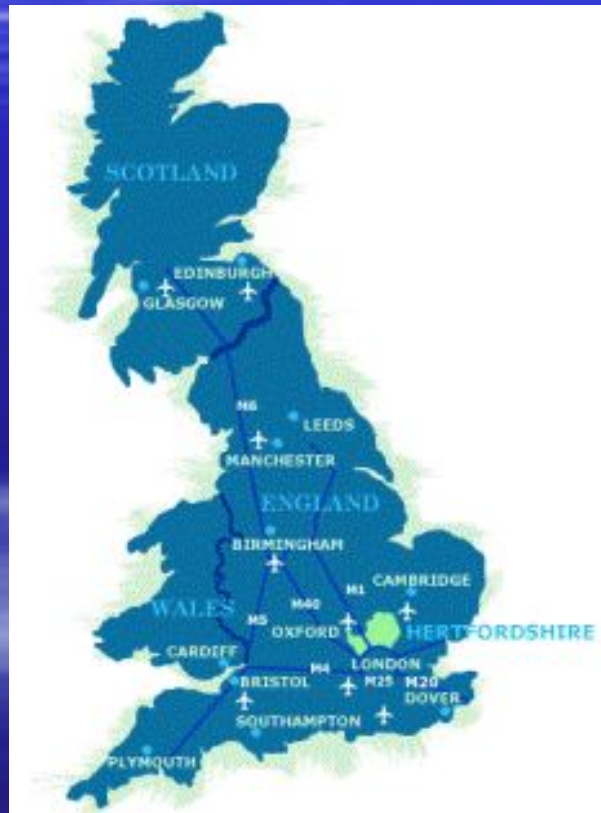 SCOTLAND
EDINBURGH
GLASGOW
M6
LEEDS
MANCHESTER
ENGLAND
BIRMINGHAM
M1
CAMBRIDGE
WALES
M5
M40
OXFORD
HERTFORDSHIRE
CARDIFF
M4
LONDON
BRISTOL
M25
M20
DOVER
SOUTHAMPTON
PLYMOUTH